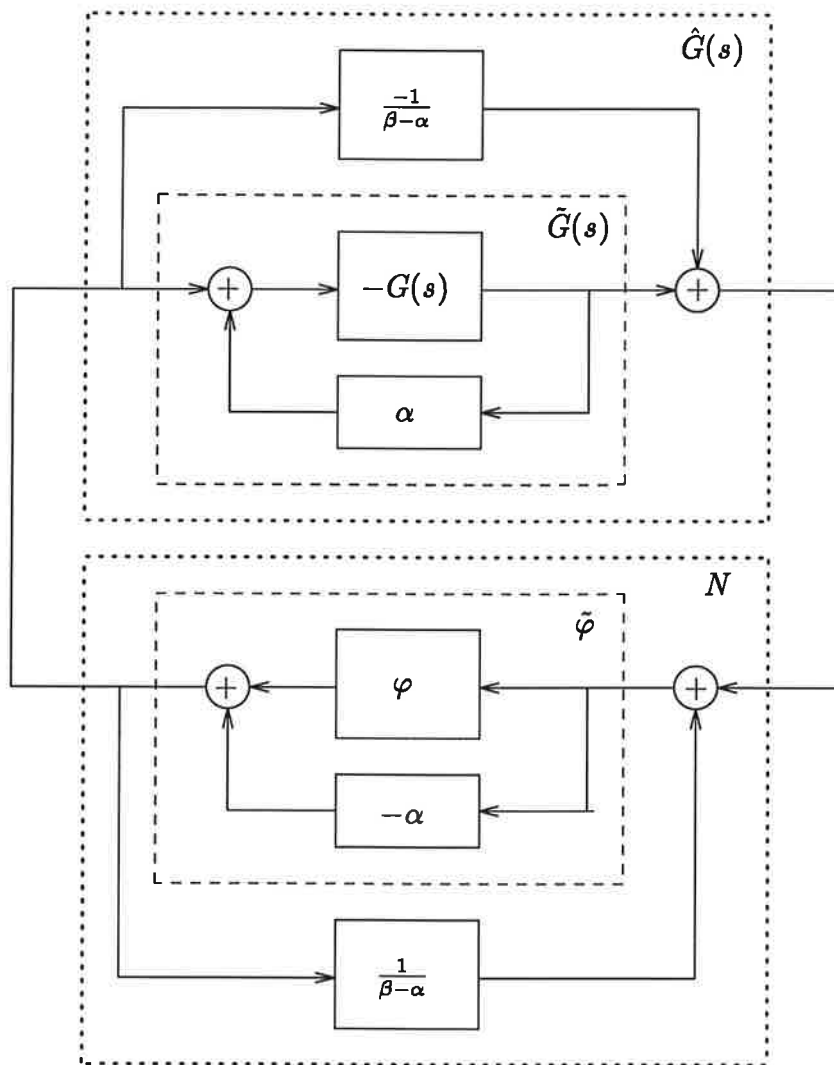 Ĝ(s)
-1
β-α
G̃(s)
+
-G(s)
+
α
N
φ̃
+
φ
+
-α
1
β-α